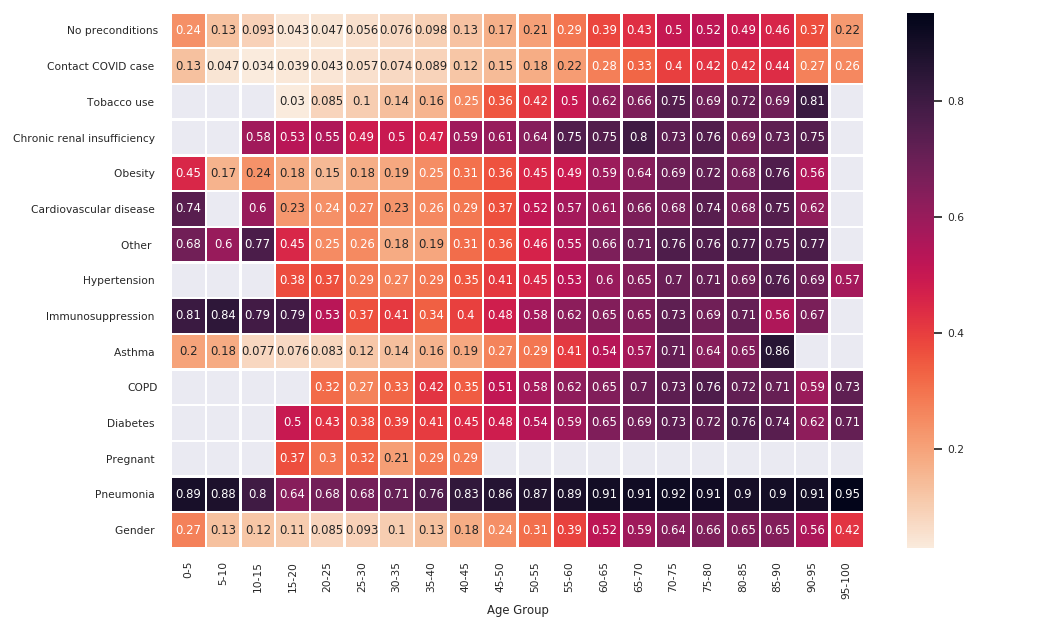 No preconditions 0.24 0.13 0.093 0.043 0.047 0.056 0.076 0.098 0.13 0.17 0.21 0.29 0.39 0.43 0.5 0.52 0.49 0.46 0.37 0.22
Contact COVID case 0.13 0.047 0.034 0.039 0.043 0.057 0.074 0.089 0.12 0.15 0.18 0.22 0.28 0.33 0.4 0.42 0.42 0.44 0.27 0.26
Tobacco use 0.03 0.085 0.1 0.14 0.16 0.25 0.36 0.42 0.5 0.62 0.66 0.75 0.69 0.72 0.69 0.81
0.8
Chronic renal insufficiency 0.58 0.53 0.55 0.49 0.5 0.47 0.59 0.61 0.64 0.75 0.75 0.8 0.73 0.76 0.69 0.73 0.75
Obesity 0.45 0.17 0.24 0.18 0.15 0.18 0.19 0.25 0.31 0.36 0.45 0.49 0.59 0.64 0.69 0.72 0.68 0.76 0.56
Cardiovascular disease 0.74 0.6 0.23 0.24 0.27 0.23 0.26 0.29 0.37 0.52 0.57 0.61 0.66 0.68 0.74 0.68 0.75 0.62
0.6
Other 0.68 0.6 0.77 0.45 0.25 0.26 0.18 0.19 0.31 0.36 0.46 0.55 0.66 0.71 0.76 0.76 0.77 0.75 0.77
Hypertension 0.38 0.37 0.29 0.27 0.29 0.35 0.41 0.45 0.53 0.6 0.65 0.7 0.71 0.69 0.76 0.69 0.57
Immunosuppression 0.81 0.84 0.79 0.79 0.53 0.37 0.41 0.34 0.4 0.48 0.58 0.62 0.65 0.65 0.73 0.69 0.71 0.56 0.67
0.4
Asthma 0.2 0.18 0.077 0.076 0.083 0.12 0.14 0.16 0.19 0.27 0.29 0.41 0.54 0.57 0.71 0.64 0.65 0.86
COPD 0.32 0.27 0.33 0.42 0.35 0.51 0.58 0.62 0.65 0.7 0.73 0.76 0.72 0.71 0.59 0.73
Diabetes 0.5 0.43 0.38 0.39 0.41 0.45 0.48 0.54 0.59 0.65 0.69 0.73 0.72 0.76 0.74 0.62 0.71
0.2
Pregnant 0.37 0.3 0.32 0.21 0.29 0.29
Pneumonia 0.89 0.88 0.8 0.64 0.68 0.68 0.71 0.76 0.83 0.86 0.87 0.89 0.91 0.91 0.92 0.91 0.9 0.9 0.91 0.95
Gender 0.27 0.13 0.12 0.11 0.085 0.093 0.1 0.13 0.18 0.24 0.31 0.39 0.52 0.59 0.64 0.66 0.65 0.65 0.56 0.42
0-5 5-10 10-15 15-20 20-25 25-30 30-35 35-40 40-45 45-50 50-55 55-60 60-65 65-70 70-75 75-80 80-85 85-90 90-95 95-100
Age Group